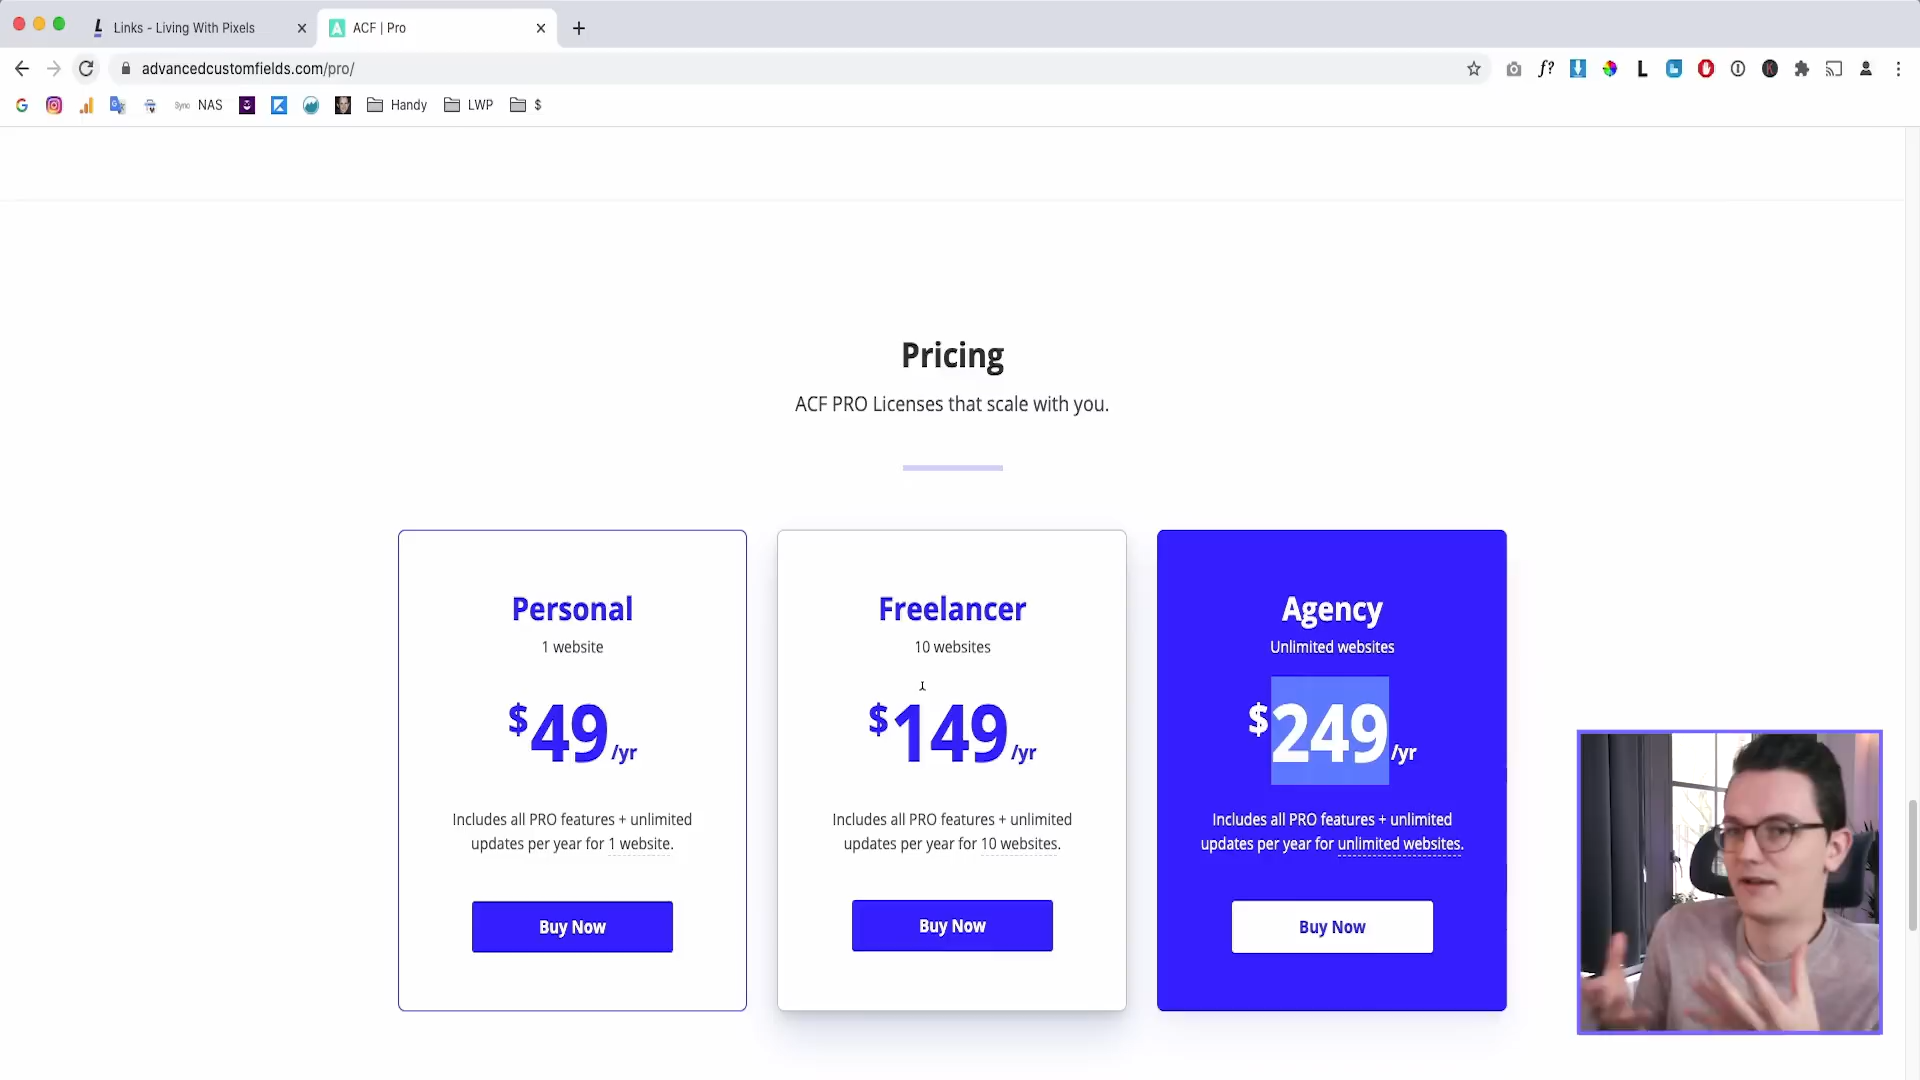 Links - Living With Pixels
ACF | Pro
advancedcustomfields.com/pro/
f?
L
NAS
Handy
LWP
$
Pricing
ACF PRO Licenses that scale with you.
Personal
1 website
$49/yr
Includes all PRO features + unlimited
updates per year for 1 website.
Buy Now
Freelancer
10 websites
$149/yr
Includes all PRO features + unlimited
updates per year for 10 websites.
Buy Now
Agency
Unlimited websites
$249/yr
Includes all PRO features + unlimited
updates per year for unlimited websites.
Buy Now